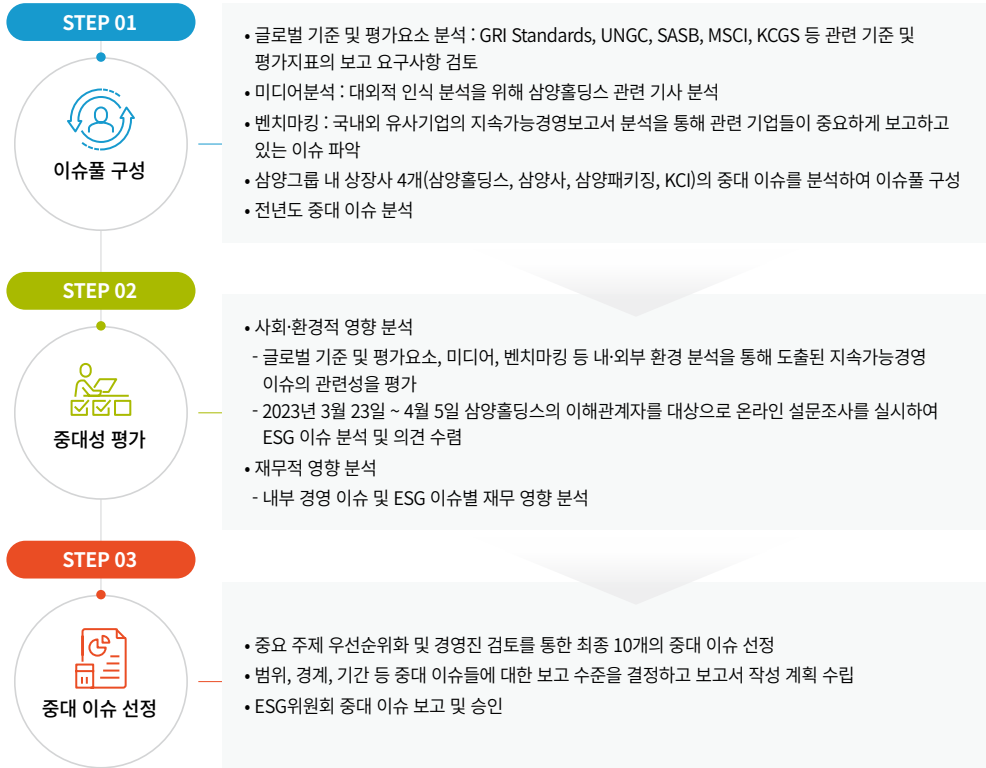 STEP 01
이슈풀 구성
• 글로벌 기준 및 평가요소 분석 : GRI Standards, UNGC, SASB, MSCI, KCGS 등 관련 기준 및
평가지표의 보고 요구사항 검토
• 미디어분석 : 대외적 인식 분석을 위해 삼양홀딩스 관련 기사 분석
• 벤치마킹 : 국내외 유사기업의 지속가능경영보고서 분석을 통해 관련 기업들이 중요하게 보고하고
있는 이슈 파악
• 삼양그룹 내 상장사 4개(삼양홀딩스, 삼양사, 삼양패키징, KCI)의 중대 이슈를 분석하여 이슈풀 구성
• 전년도 중대 이슈 분석
STEP 02
중대성 평가
• 사회·환경적 영향 분석
- 글로벌 기준 및 평가요소, 미디어, 벤치마킹 등 내·외부 환경 분석을 통해 도출된 지속가능경영
이슈의 관련성을 평가
- 2023년 3월 23일 ~ 4월 5일 삼양홀딩스의 이해관계자를 대상으로 온라인 설문조사를 실시하여
ESG 이슈 분석 및 의견 수렴
• 재무적 영향 분석
- 내부 경영 이슈 및 ESG 이슈별 재무 영향 분석
STEP 03
중대 이슈 선정
• 중요 주제 우선순위화 및 경영진 검토를 통한 최종 10개의 중대 이슈 선정
• 범위, 경계, 기간 등 중대 이슈들에 대한 보고 수준을 결정하고 보고서 작성 계획 수립
• ESG위원회 중대 이슈 보고 및 승인